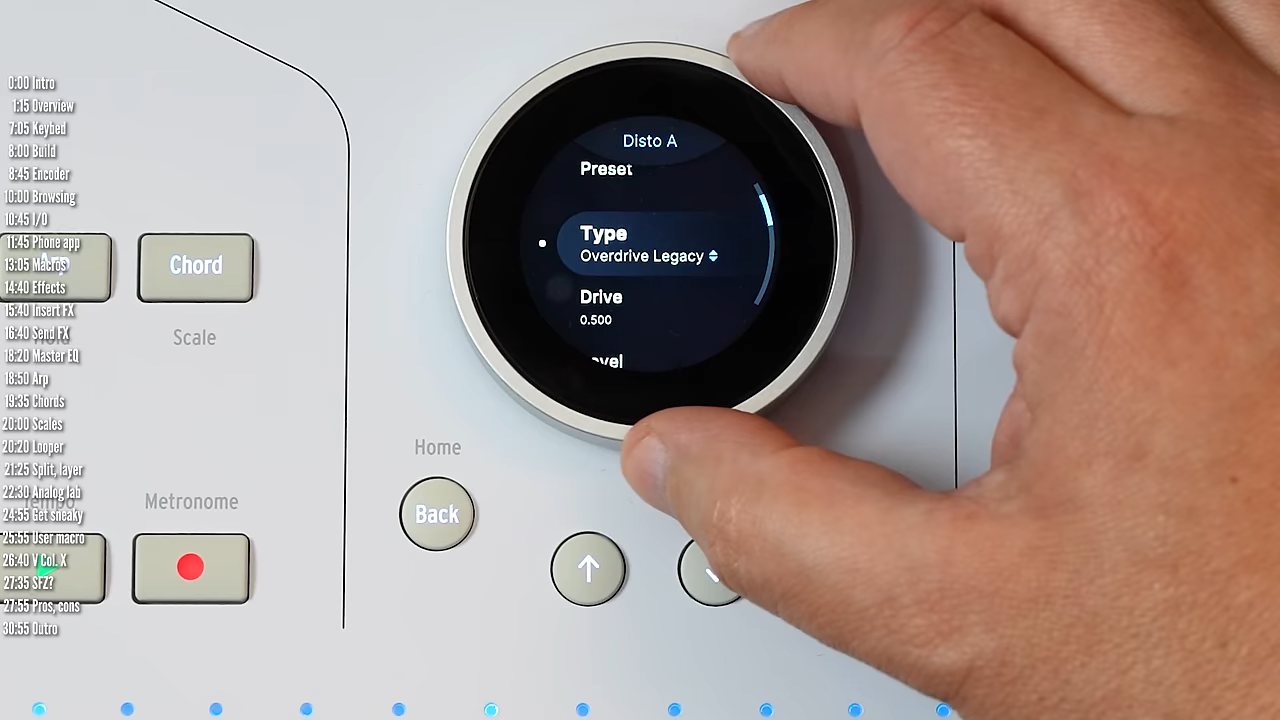 0:00 Intro
1:15 Overview
7:05 Keybed
8:00 Build
8:45 Encoder
10:00 Browsing
10:45 I/O
11:45 Phone app
13:05 Macros
14:40 Effects
15:40 Insert FX
16:40 Send FX
18:20 Master EQ
18:50 Arp
19:35 Chords
20:00 Scales
20:20 Looper
21:25 Split, layer
22:30 Analog lab
24:55 Get sneaky
25:55 User macro
26:40 V Col. X
27:35 SFZ?
27:55 Pros, cons
30:55 Outro
Arp
Chord
Scale
Tempo
Metronome
Home
Back
Disto A
Preset
Type
Overdrive Legacy
Drive
0.500